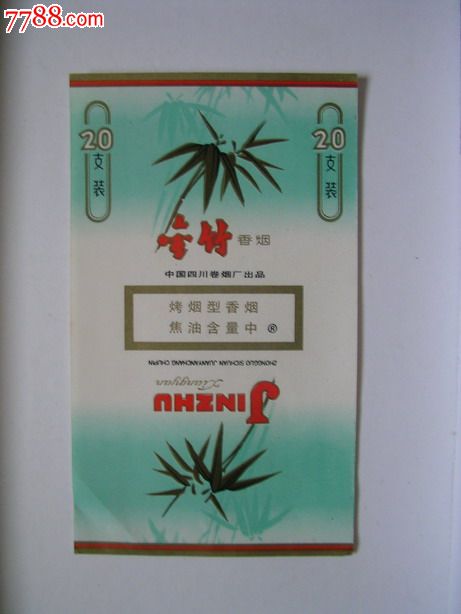 7788.com
20
支装
20
支装
金竹 香烟
中国四川卷烟厂出品
烤烟型香烟
焦油含量中 ®
ZHONGGUO SICHUAN JUANYANCHANG CHUPIN
Xiangyan
JINZHU